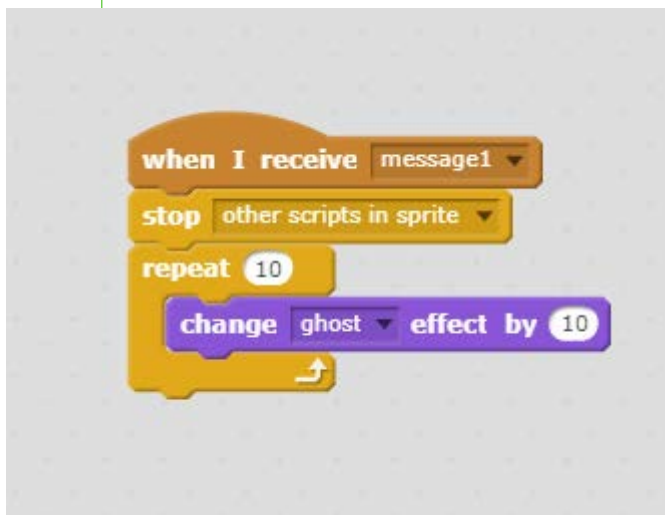 when I receive message1
stop other scripts in sprite
repeat 10
change ghost effect by 10